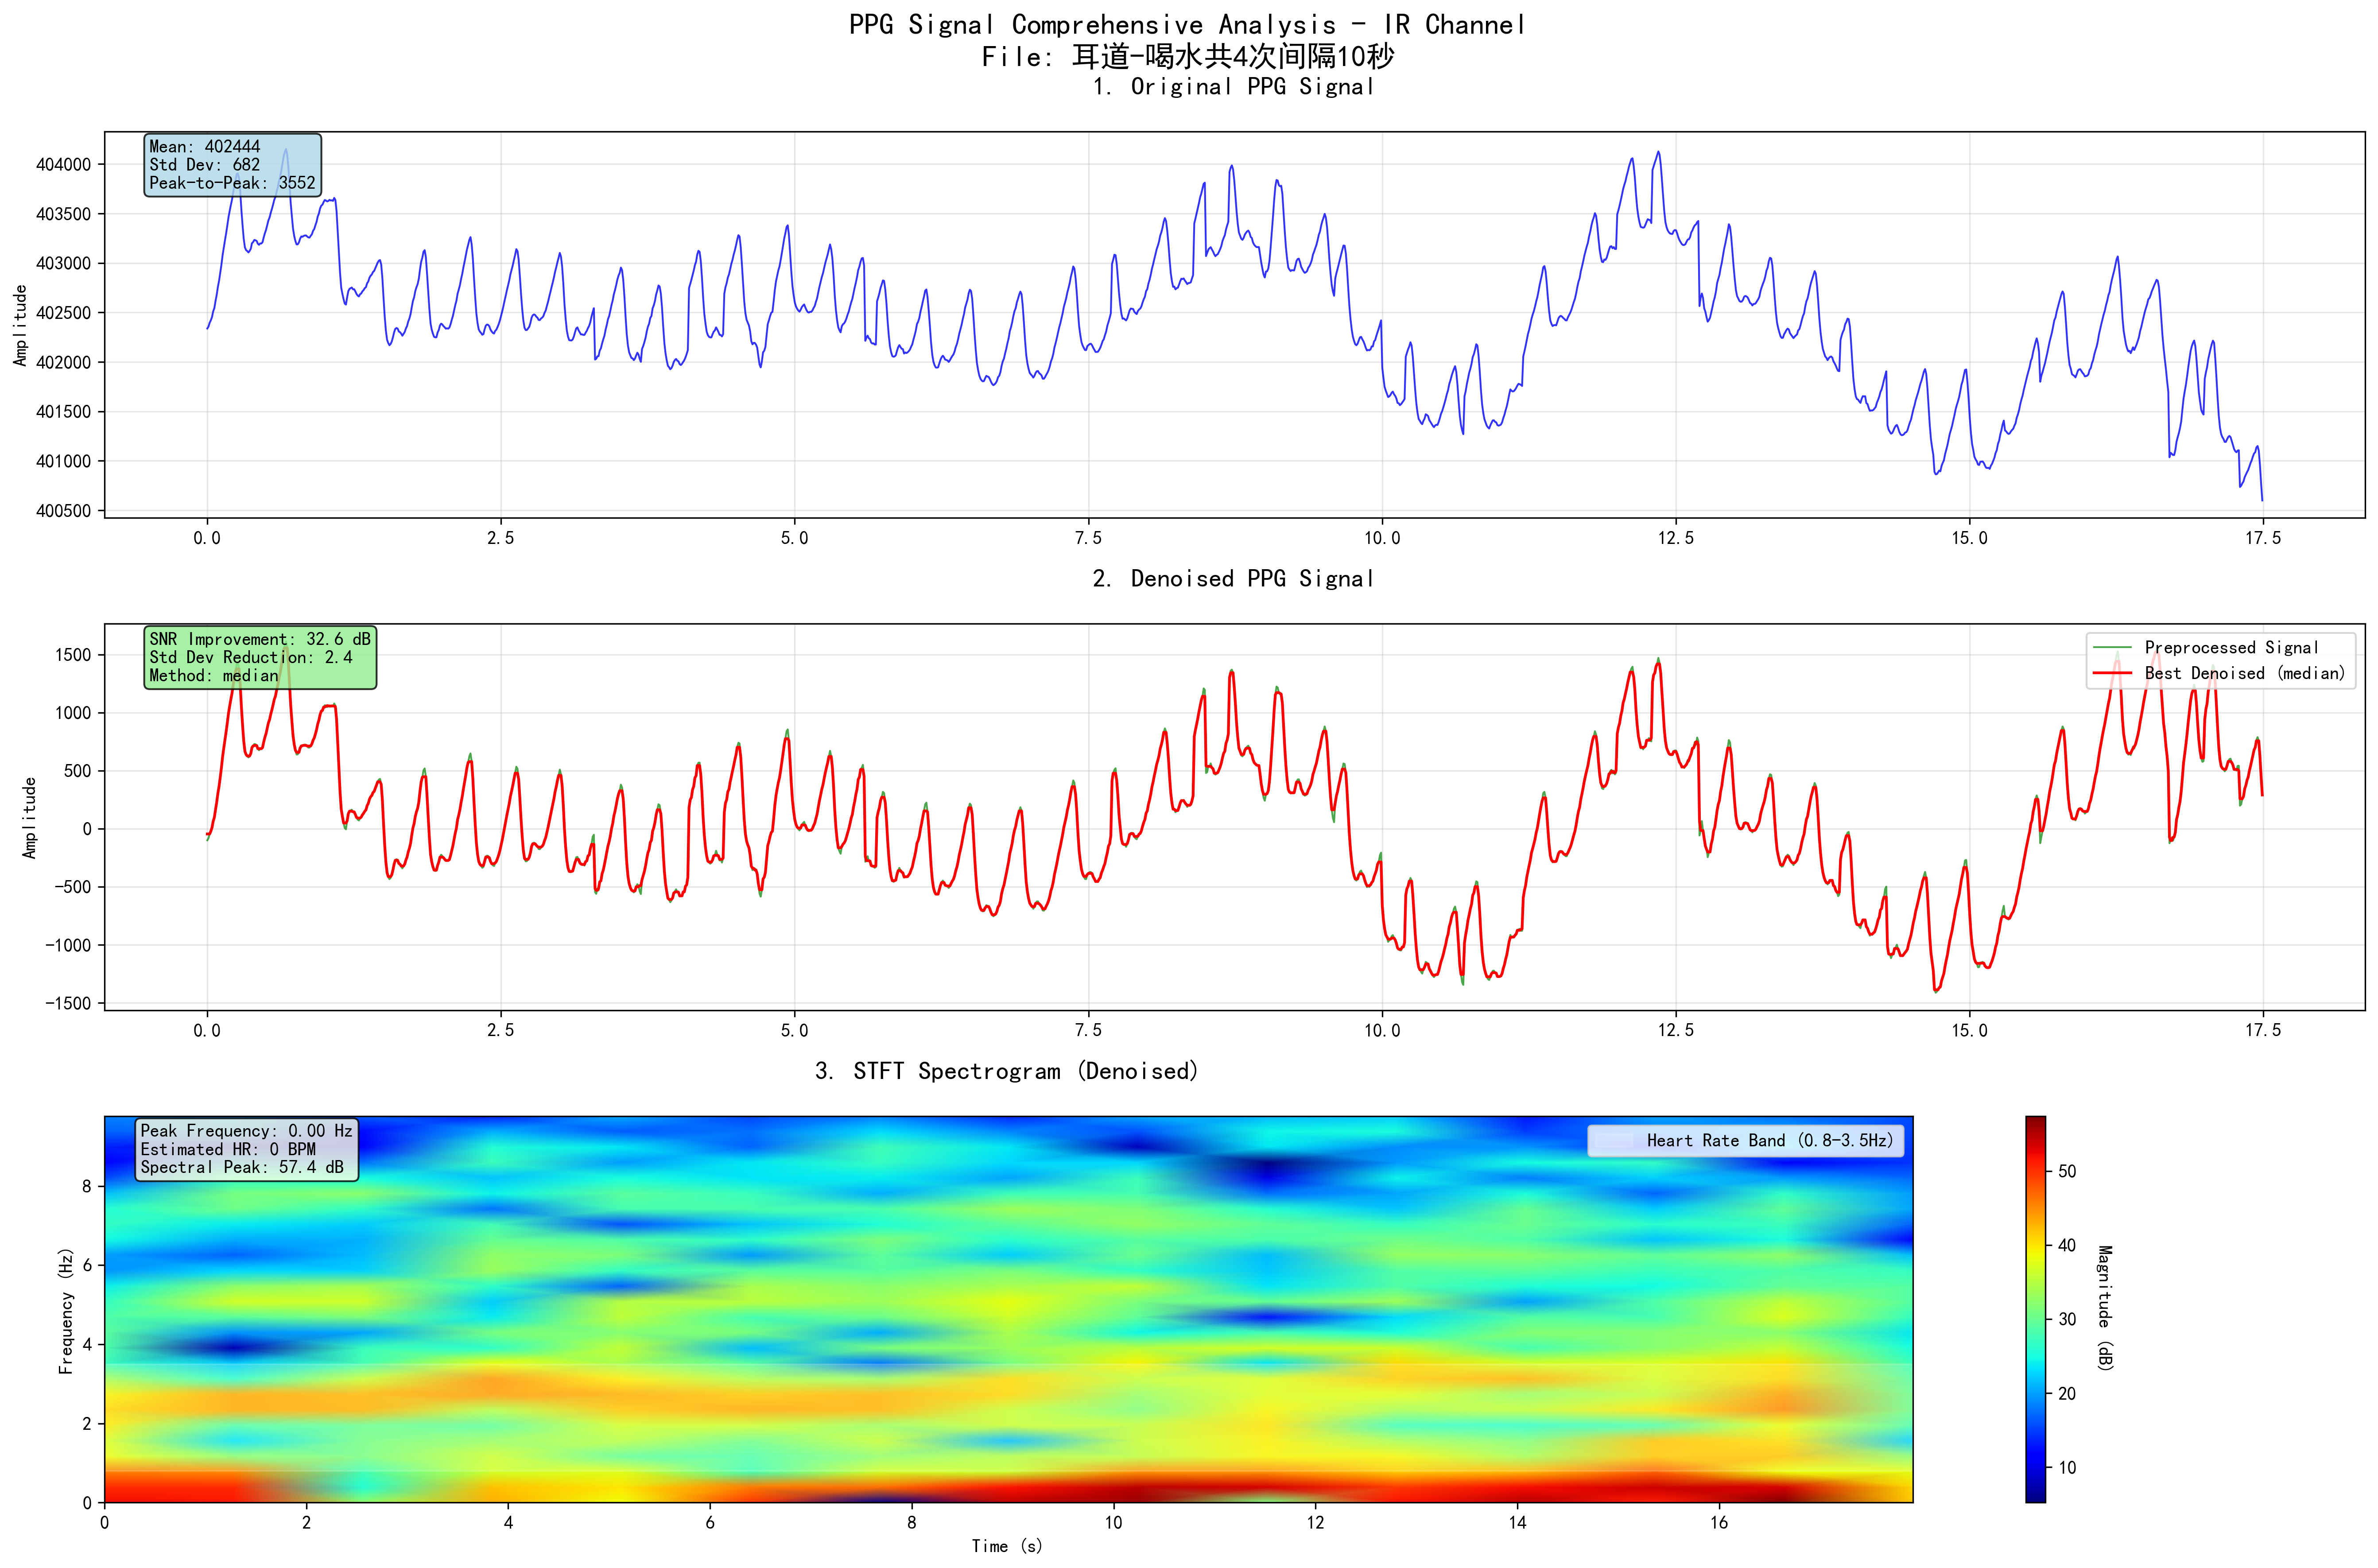 PPG Signal Comprehensive Analysis - IR Channel
File: 耳道-喝水共4次间隔10秒
1. Original PPG Signal
Mean: 402444
Std Dev: 682
Peak-to-Peak: 3552
Amplitude
404000
403500
403000
402500
402000
401500
401000
400500
0.0 2.5 5.0 7.5 10.0 12.5 15.0 17.5
2. Denoised PPG Signal
SNR Improvement: 32.6 dB
Std Dev Reduction: 2.4
Method: median
Preprocessed Signal
Best Denoised (median)
Amplitude
1500
1000
500
0
-500
-1000
-1500
0.0 2.5 5.0 7.5 10.0 12.5 15.0 17.5
3. STFT Spectrogram (Denoised)
Peak Frequency: 0.00 Hz
Estimated HR: 0 BPM
Spectral Peak: 57.4 dB
Heart Rate Band (0.8-3.5Hz)
Frequency (Hz)
8
6
4
2
0
0 2 4 6 8 10 12 14 16
Time (s)
50
40
30
20
10
Magnitude (dB)